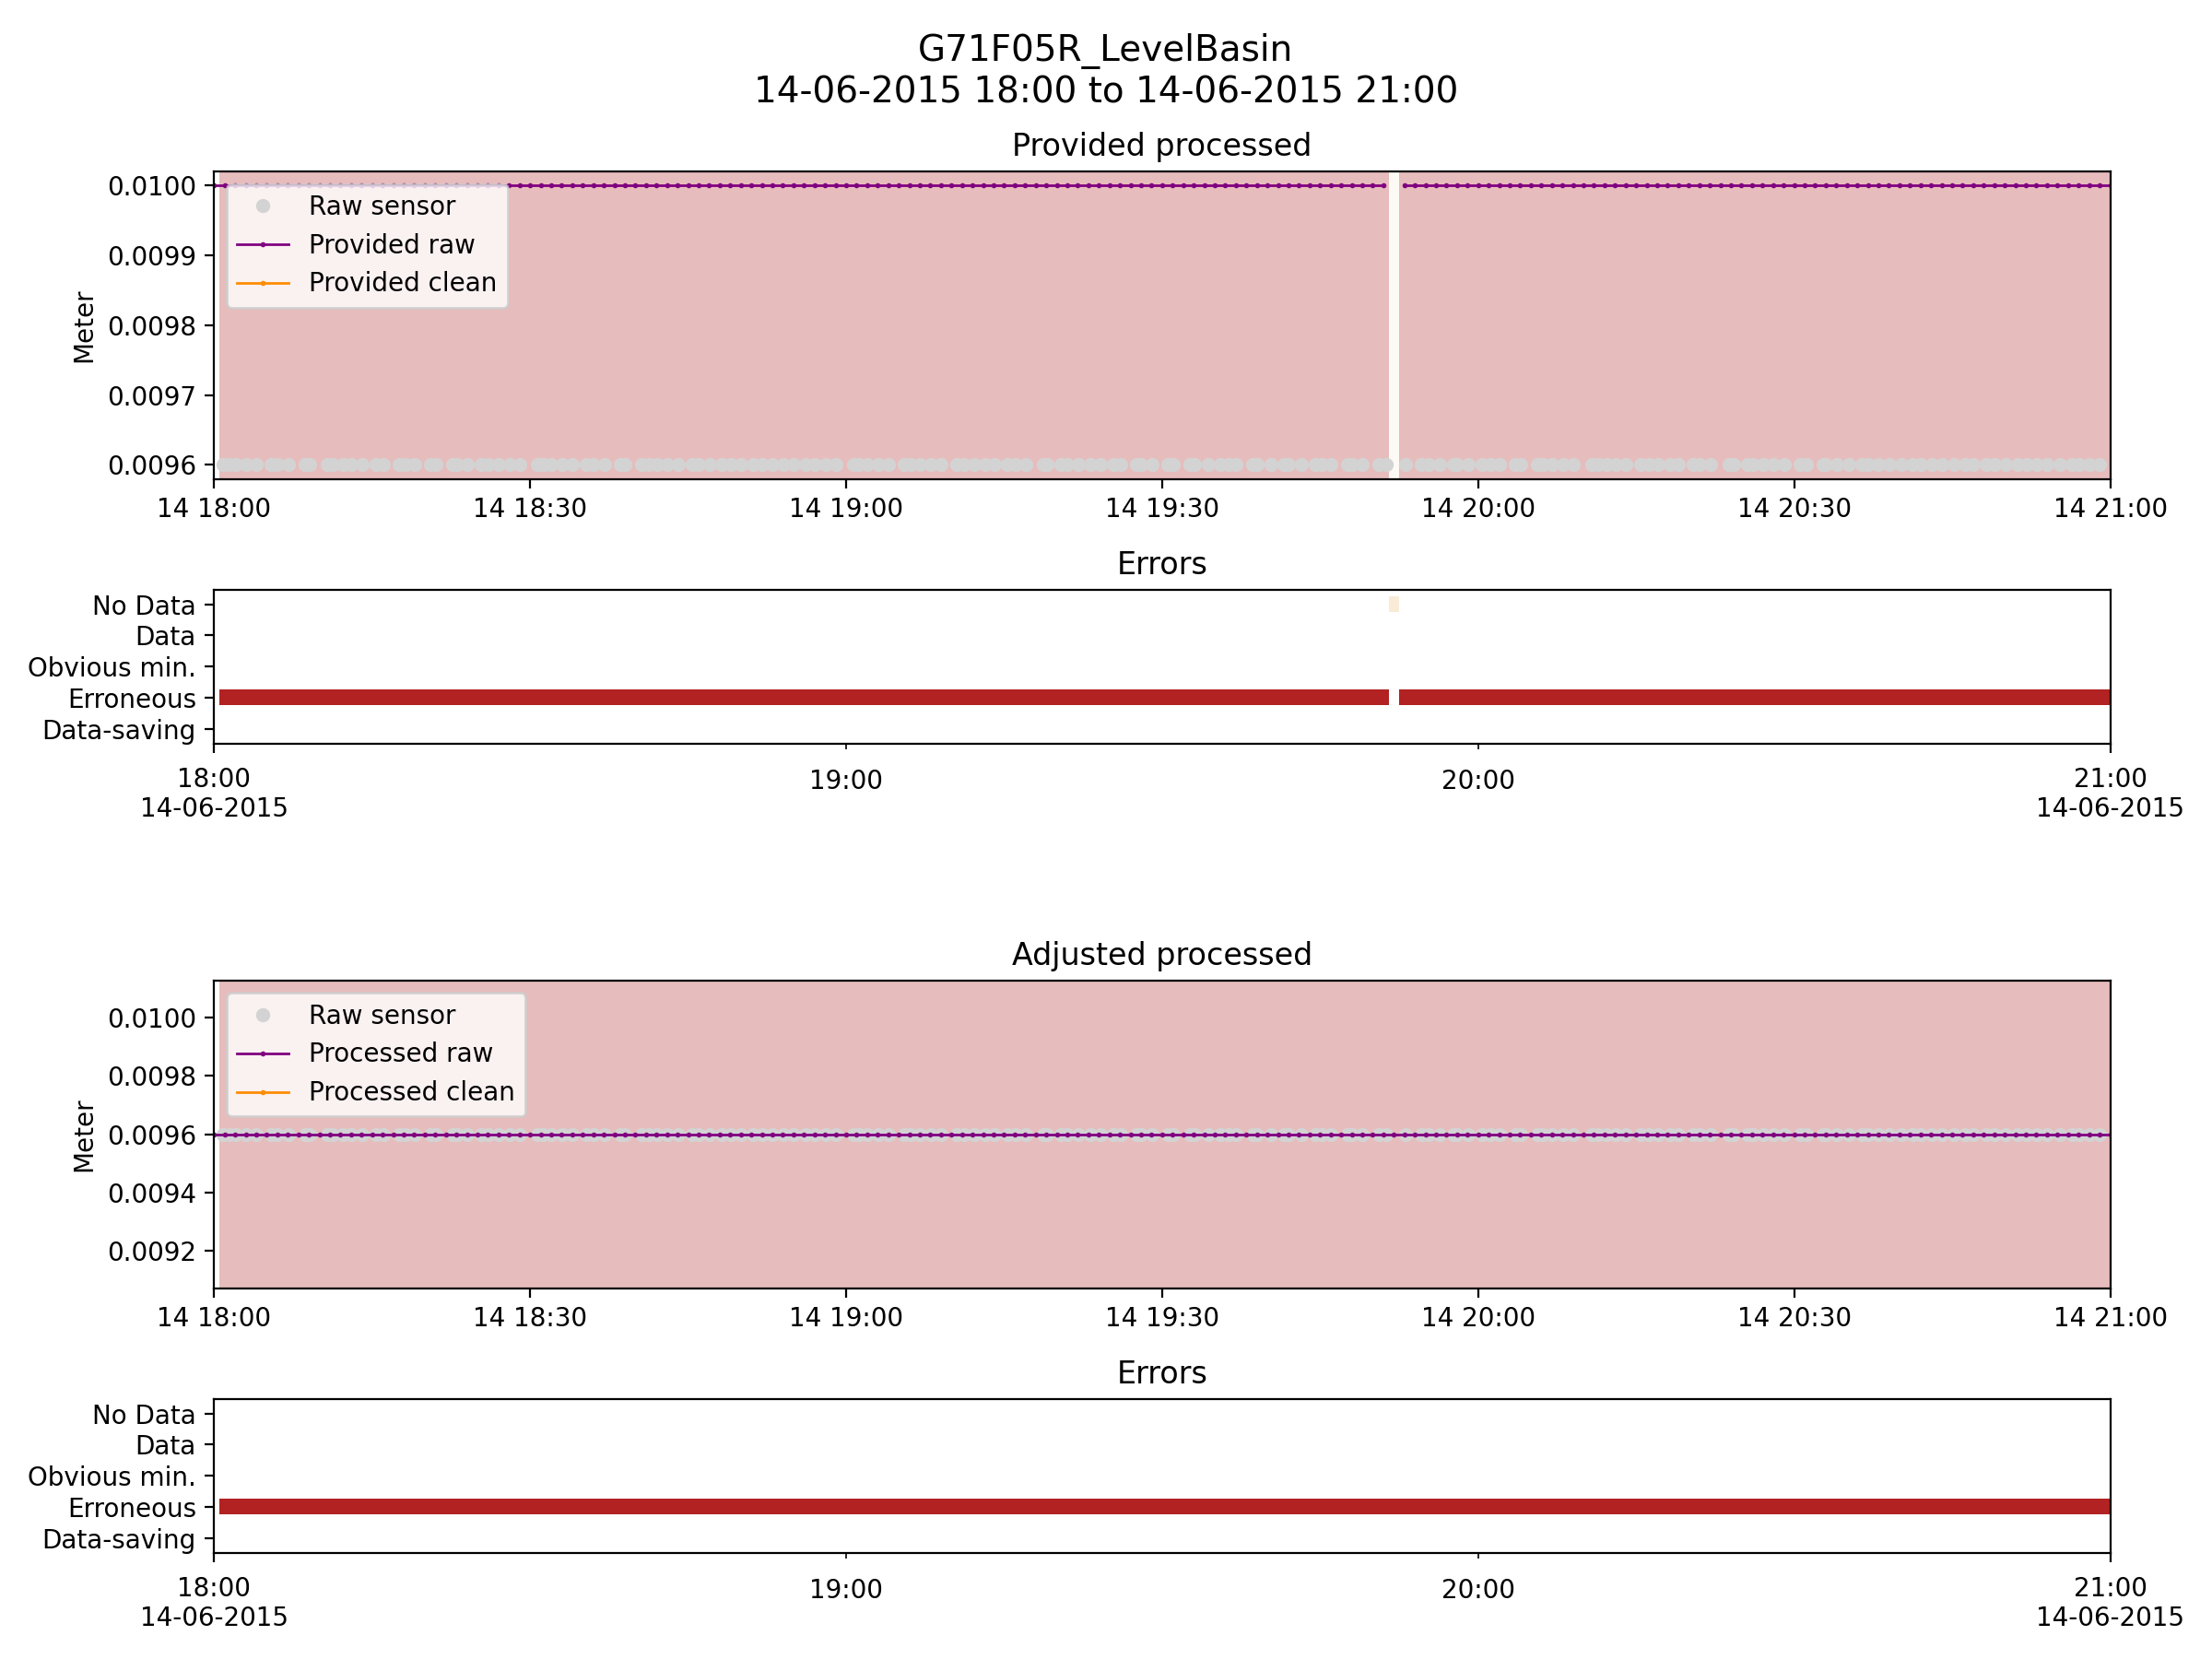 G71F05R_LevelBasin
14-06-2015 18:00 to 14-06-2015 21:00
Provided processed
Meter
0.0100
0.0099
0.0098
0.0097
0.0096
Raw sensor
Provided raw
Provided clean
14 18:00 14 18:30 14 19:00 14 19:30 14 20:00 14 20:30 14 21:00
Errors
No Data
Data
Obvious min.
Erroneous
Data-saving
18:00 19:00 20:00 21:00
14-06-2015 14-06-2015
Adjusted processed
Meter
0.0100
0.0098
0.0096
0.0094
0.0092
Raw sensor
Processed raw
Processed clean
14 18:00 14 18:30 14 19:00 14 19:30 14 20:00 14 20:30 14 21:00
Errors
No Data
Data
Obvious min.
Erroneous
Data-saving
18:00 19:00 20:00 21:00
14-06-2015 14-06-2015